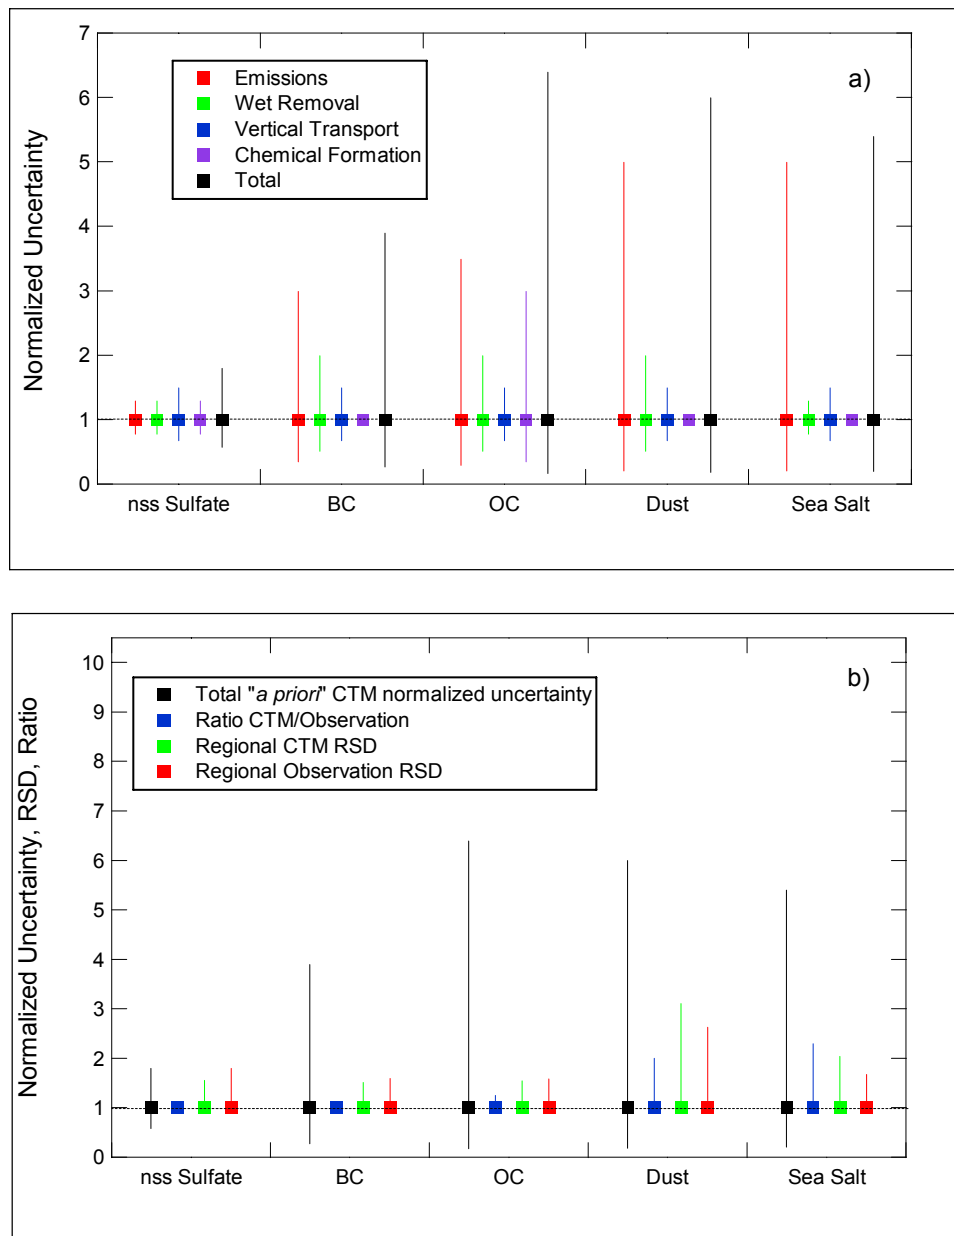 a)
7
6
5
4
3
2
1
0
Normalized Uncertainty
Emissions
Wet Removal
Vertical Transport
Chemical Formation
Total
nss Sulfate BC OC Dust Sea Salt
b)
10
9
8
7
6
5
4
3
2
1
0
Normalized Uncertainty, RSD, Ratio
Total "a priori" CTM normalized uncertainty
Ratio CTM/Observation
Regional CTM RSD
Regional Observation RSD
nss Sulfate BC OC Dust Sea Salt